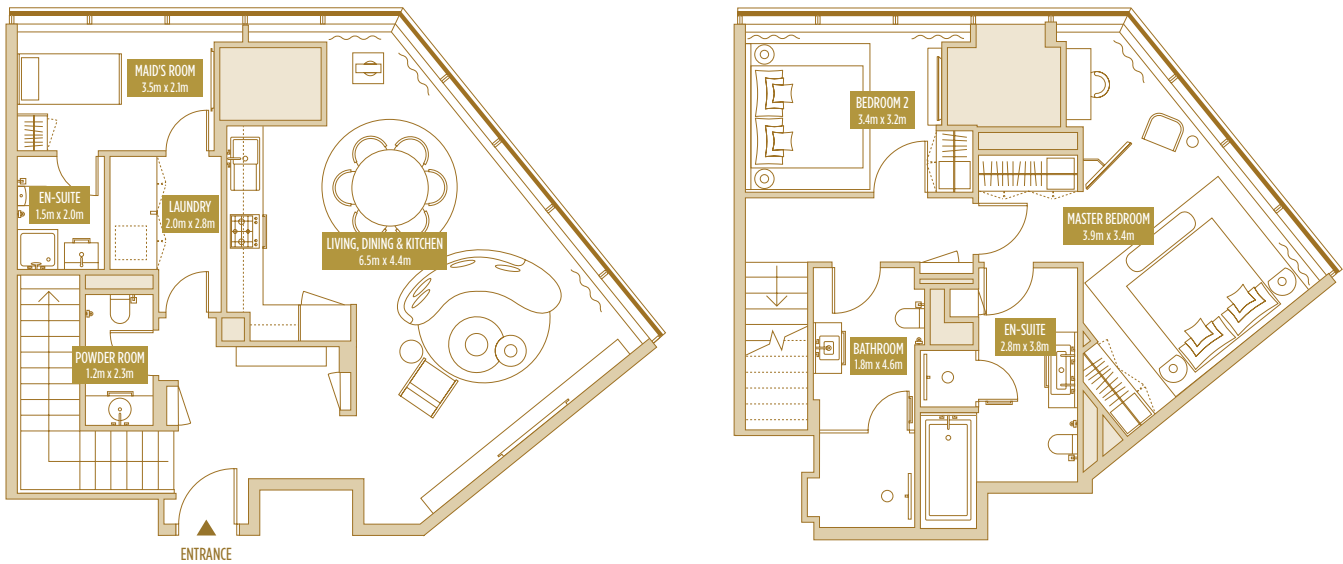 MAID'S ROOM
3.5m x 2.1m
EN-SUITE
1.5m x 2.0m
LAUNDRY
2.0m x 2.8m
LIVING, DINING & KITCHEN
6.5m x 4.4m
POWDER ROOM
1.2m x 2.3m
ENTRANCE
BEDROOM 2
3.4m x 3.2m
MASTER BEDROOM
3.9m x 3.4m
BATHROOM
1.8m x 4.6m
EN-SUITE
2.8m x 3.8m